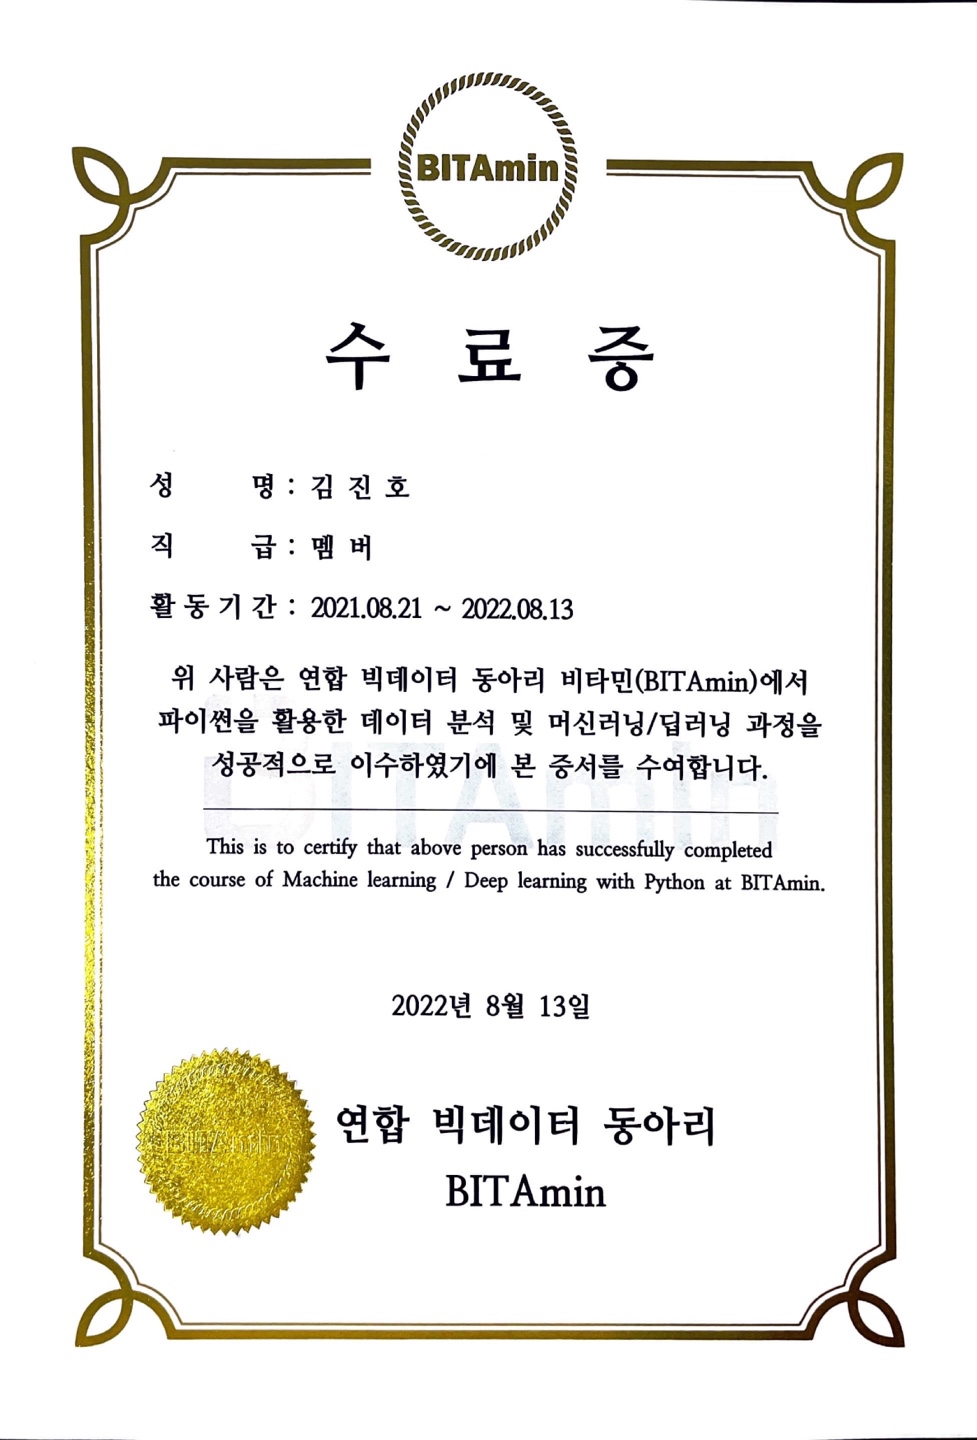 BITAmin
수 료 증
성 명 : 김 진 호
직 급 : 멤 버
활 동 기 간 : 2021.08.21 ~ 2022.08.13
위 사람은 연합 빅데이터 동아리 비타민(BITAmin)에서
파이썬을 활용한 데이터 분석 및 머신러닝/딥러닝 과정을
성공적으로 이수하였기에 본 증서를 수여합니다.
BITAmin
This is to certify that above person has successfully completed
the course of Machine learning / Deep learning with Python at BITAmin.
2022년 8월 13일
연합 빅데이터 동아리
BITAmin
BITAmin